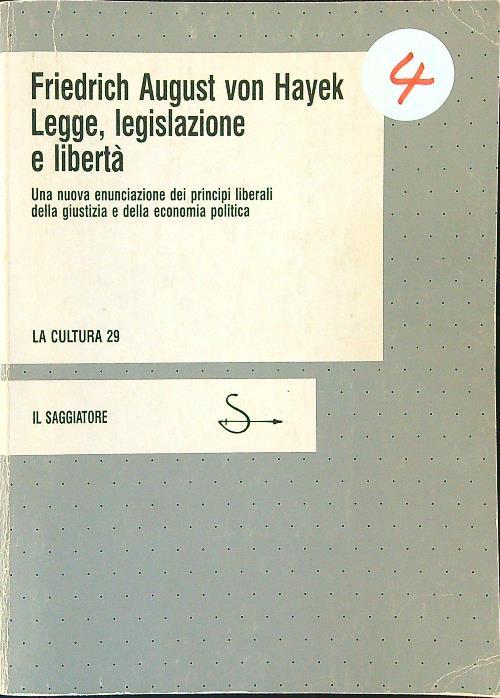 Friedrich August von Hayek
Legge, legislazione
e libertà
Una nuova enunciazione dei principi liberali
della giustizia e della economia politica
LA CULTURA 29
IL SAGGIATORE
S
4